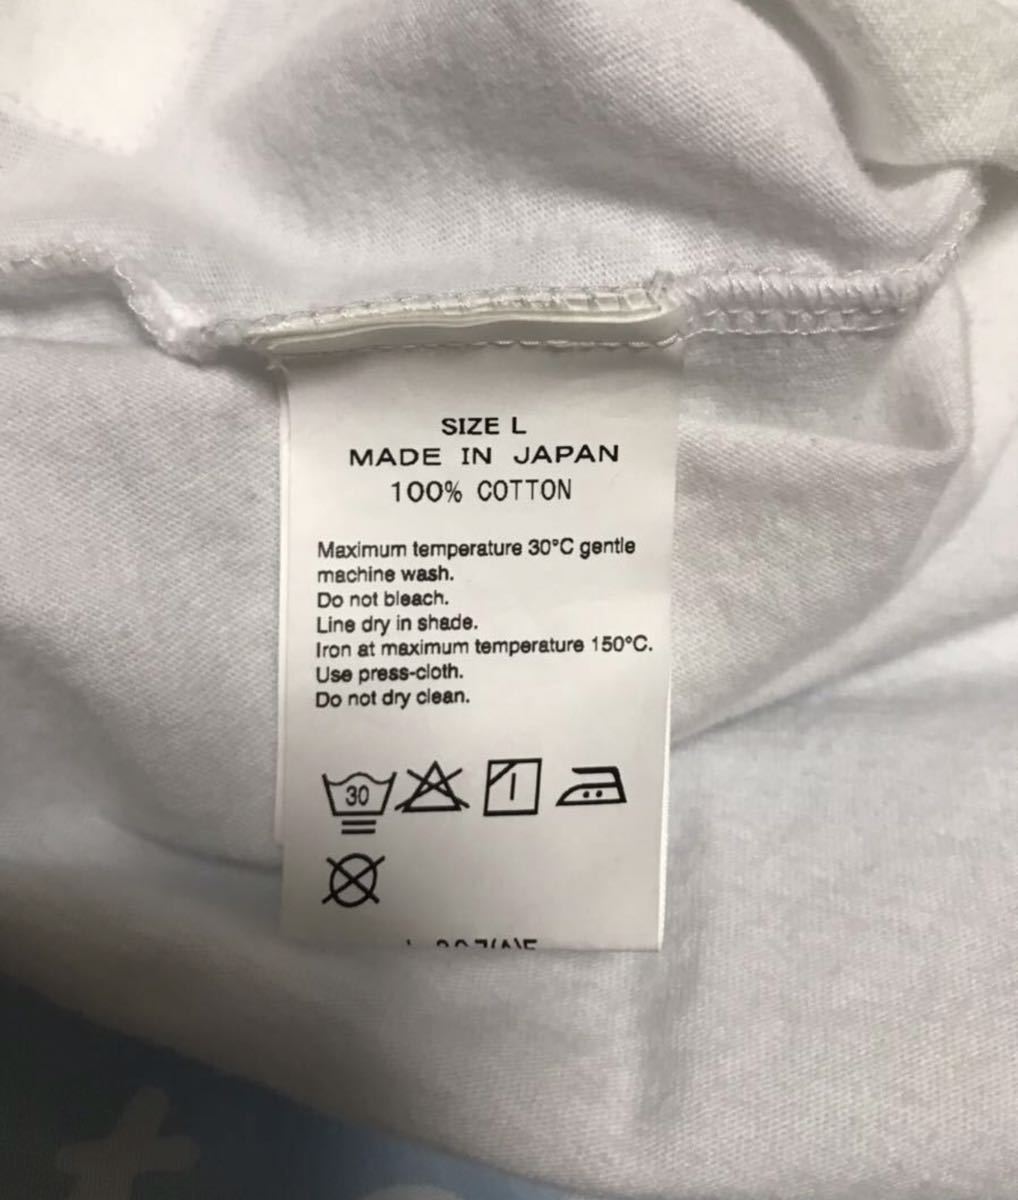 SIZE L
MADE IN JAPAN
100% COTTON
Maximum temperature 30°C gentle
machine wash.
Do not bleach.
Line dry in shade.
Iron at maximum temperature 150°C.
Use press-cloth.
Do not dry clean.
30